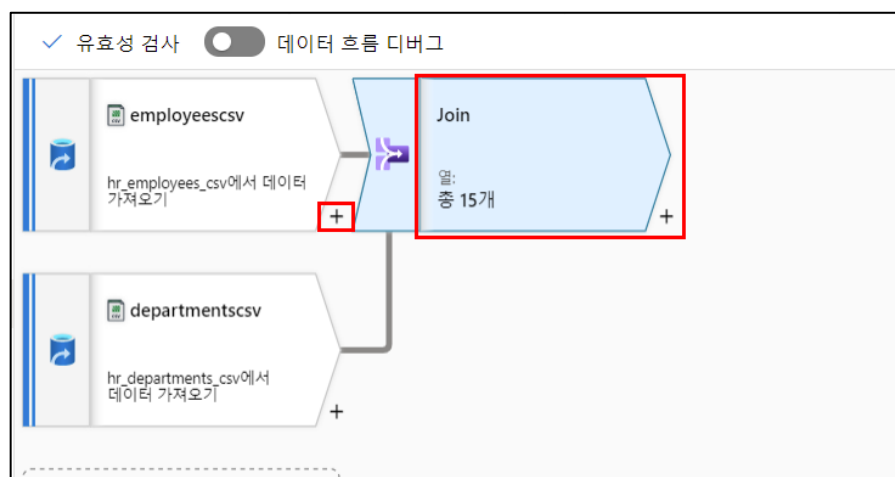 유효성 검사
데이터 흐름 디버그
employeescsv
hr_employees_csv에서 데이터
가져오기
+
Join
열:
총 15개
+
departmentscsv
hr_departments_csv에서
데이터 가져오기
+